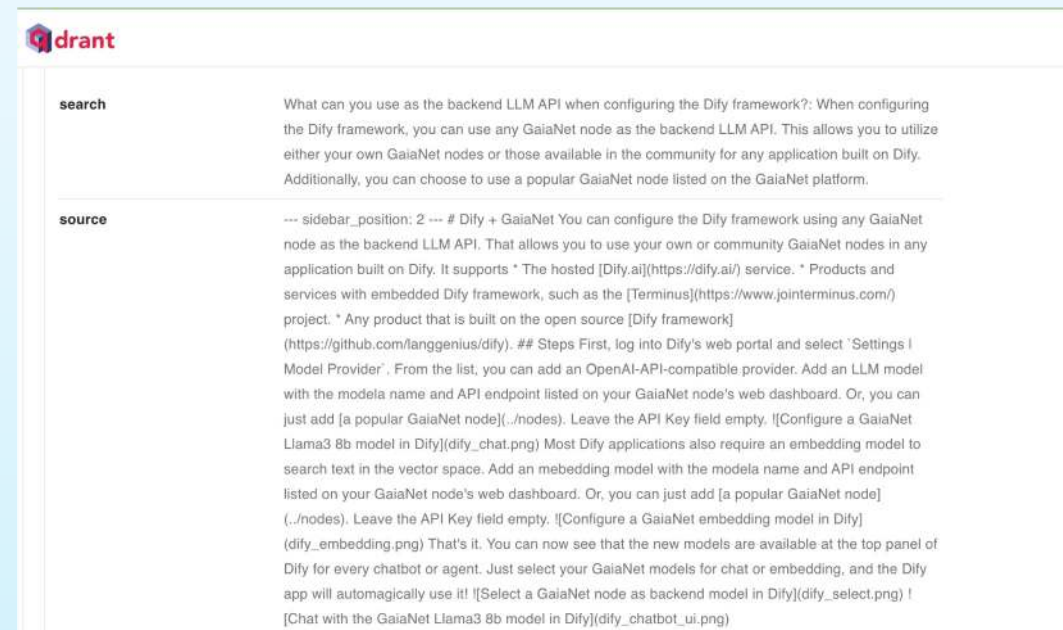 qdrant
search
What can you use as the backend LLM API when configuring the Dify framework?: When configuring
the Dify framework, you can use any GaiaNet node as the backend LLM API. This allows you to utilize
either your own GaiaNet nodes or those available in the community for any application built on Dify.
Additionally, you can choose to use a popular GaiaNet node listed on the GaiaNet platform.
source
--- sidebar_position: 2 --- # Dify + GaiaNet You can configure the Dify framework using any GaiaNet
node as the backend LLM API. That allows you to use your own or community GaiaNet nodes in any
application built on Dify. It supports * The hosted [Dify.ai](https://dify.ai/) service. * Products and
services with embedded Dify framework, such as the [Terminus](https://www.jointerminus.com/)
project. * Any product that is built on the open source [Dify framework]
(https://github.com/langgenius/dify). ## Steps First, log into Dify's web portal and select `Settings |
Model Provider`. From the list, you can add an OpenAI-API-compatible provider. Add an LLM model
with the modela name and API endpoint listed on your GaiaNet node's web dashboard. Or, you can
just add [a popular GaiaNet node](../nodes). Leave the API Key field empty. ![Configure a GaiaNet
Llama3 8b model in Dify](dify_chat.png) Most Dify applications also require an embedding model to
search text in the vector space. Add an mebedding model with the modela name and API endpoint
listed on your GaiaNet node's web dashboard. Or, you can just add [a popular GaiaNet node]
(../nodes). Leave the API Key field empty. ![Configure a GaiaNet embedding model in Dify]
(dify_embedding.png) That's it. You can now see that the new models are available at the top panel of
Dify for every chatbot or agent. Just select your GaiaNet models for chat or embedding, and the Dify
app will automagically use it! ![Select a GaiaNet node as backend model in Dify](dify_select.png) !
[Chat with the GaiaNet Llama3 8b model in Dify](dify_chatbot_ui.png)